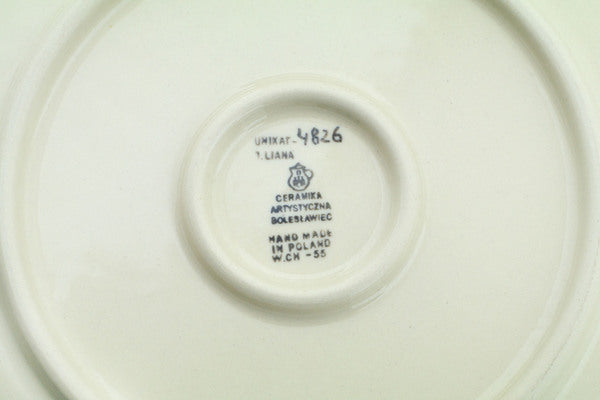 UNIKAT-4826
LIANA
CERAMIKA
ARTYSTYCZNA
BOLESŁAWIEC
HAND MADE
IN POLAND
W.CH -55